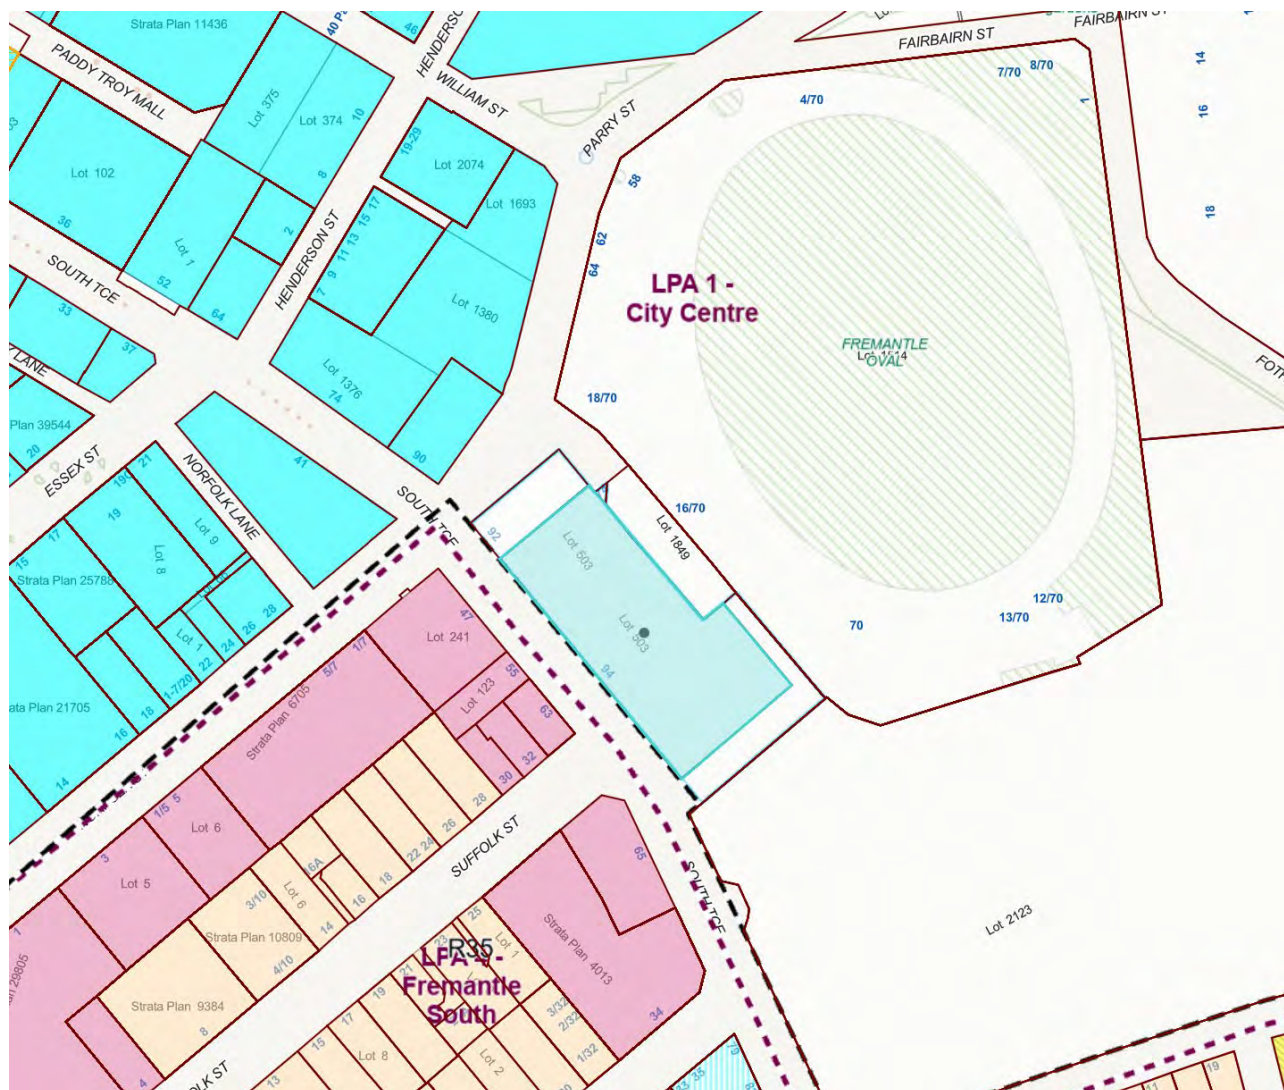 Strata Plan 11436
46
HENDERSON
FAIRBAIRN ST
FAIRBAIRN ST
PADDY TROY MALL
WILLIAM ST
7/70
8/70
14
4/70
Lot 375
Lot 374
10
16
PARRY ST
19-29
Lot 2074
Lot 102
8
58
Lot 1693
18
36
2
HENDERSON ST
17
15
13
11
9
7
62
Lot 1
64
SOUTH TCE
52
64
LPA 1 -
City Centre
33
Lot 1380
FREMANTLE
OVAL
37
LANE
Lot 1376
74
18/70
Plan 39544
20
90
ESSEX ST
41
21
NORFOLK LANE
19
SOUTH TCE
16/70
17
Lot 9
92
Lot 1849
Lot 8
Lot 503
15
Strata Plan 25788
12/70
13/70
70
28
26
24
22
Lot 1
Lot 503
47
Lot 241
1/7
5/7
94
1-7/20
18
16
Strata Plan 6705
55
Lot 123
63
14
32
30
28
1/5
5
Lot 6
26
22
24
18
16
14
3
SUFFOLK ST
65
Lot 5
6A
Lot 6
3/10
SOUTH TCE
25
Lot 2123
1
Strata Plan 10809
4/10
23
Lot 1
Strata Plan 4013
R35
21
Fremantle
South
19
Strata Plan 9384
8
17
3/32
2/32
34
15
1/32
Lot 8
Lot 2
13
4
19